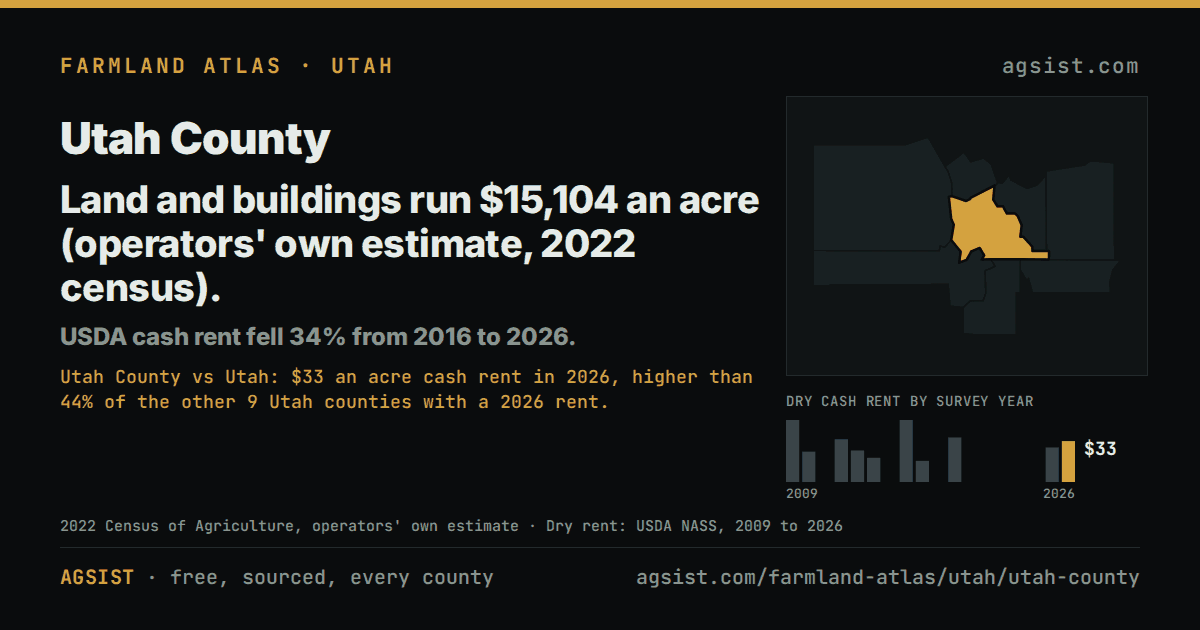 FARMLAND ATLAS · UTAH
agsist.com
Utah County
Land and buildings run $15,104 an acre
(operators' own estimate, 2022
census).
USDA cash rent fell 34% from 2016 to 2026.
Utah County vs Utah: $33 an acre cash rent in 2026, higher than
44% of the other 9 Utah counties with a 2026 rent.
DRY CASH RENT BY SURVEY YEAR
$33
2009
2026
2022 Census of Agriculture, operators' own estimate · Dry rent: USDA NASS, 2009 to 2026
AGSIST · free, sourced, every county
agsist.com/farmland-atlas/utah/utah-county